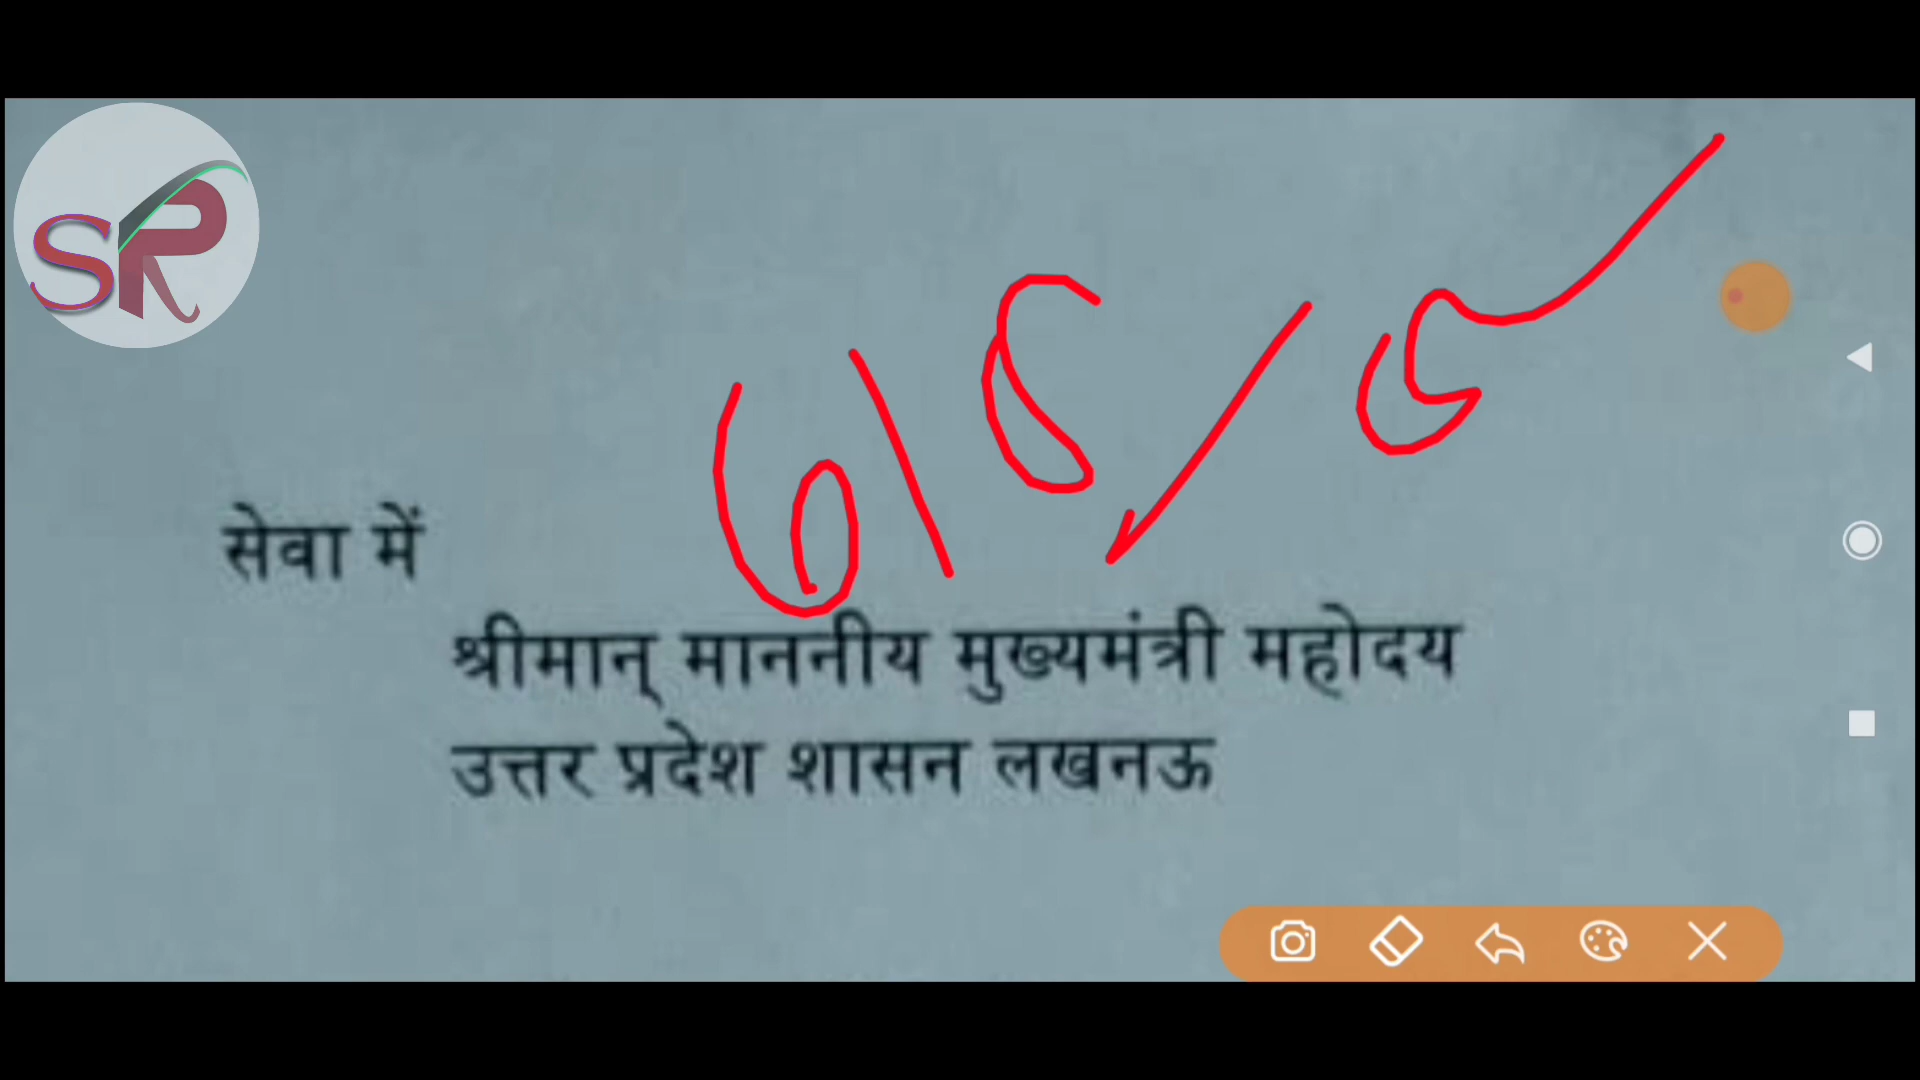 SR
सेवा में
श्रीमान् माननीय मुख्यमंत्री महोदय
उत्तर प्रदेश शासन लखनऊ